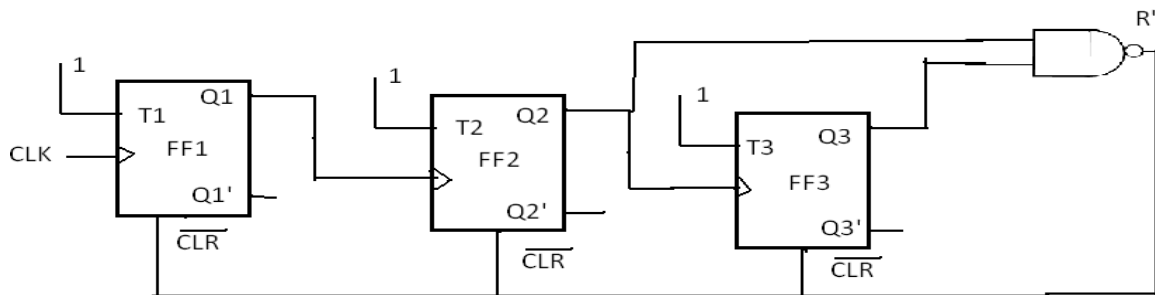 R'
1
1
1
T1
Q1
CLK
FF1
Q1'
CLR
T2
Q2
FF2
Q2'
CLR
T3
Q3
FF3
Q3'
CLR